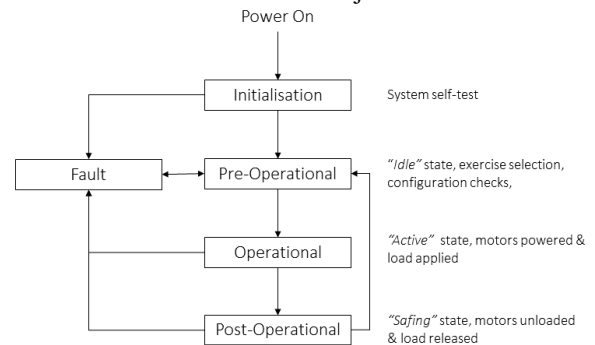 Power On
Initialisation
System self-test
Fault
Pre-Operational
"Idle" state, exercise selection,
configuration checks,
Operational
"Active" state, motors powered &
load applied
Post-Operational
"Safing" state, motors unloaded
& load released